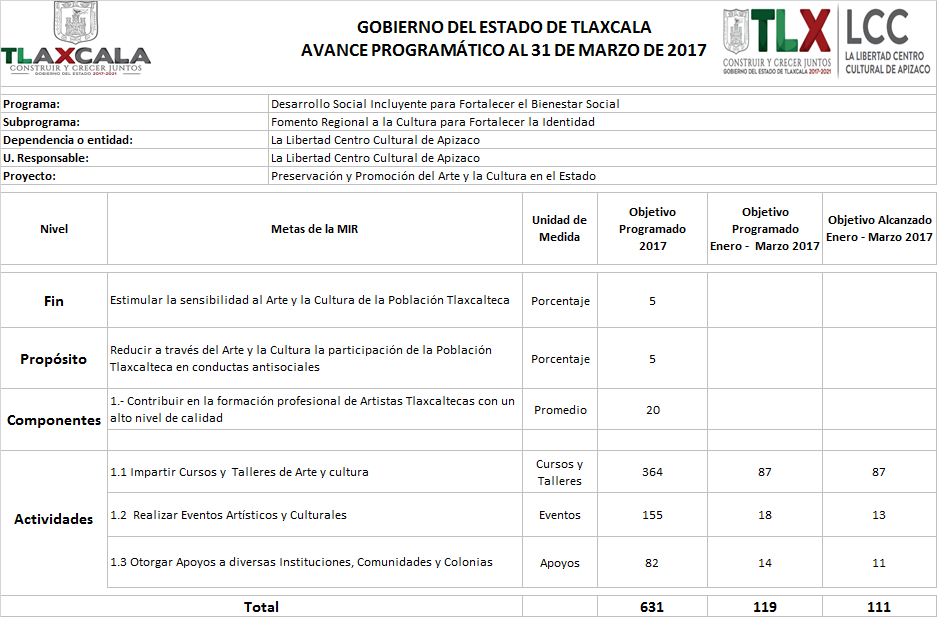 TLAXCALA
CONSTRUIR Y CRECER JUNTOS
GOBIERNO DEL ESTADO 2017-2021
GOBIERNO DEL ESTADO DE TLAXCALA
AVANCE PROGRAMÁTICO AL 31 DE MARZO DE 2017
TLX
CONSTRUIR Y CRECER JUNTOS
GOBIERNO DEL ESTADO DE TLAXCALA 2017-2021
LCC
LA LIBERTAD CENTRO
CULTURAL DE APIZACO
Programa: Desarrollo Social Incluyente para Fortalecer el Bienestar Social
Subprograma: Fomento Regional a la Cultura para Fortalecer la Identidad
Dependencia o entidad: La Libertad Centro Cultural de Apizaco
U. Responsable: La Libertad Centro Cultural de Apizaco
Proyecto: Preservación y Promoción del Arte y la Cultura en el Estado
Nivel
Metas de la MIR
Unidad de
Medida
Objetivo
Programado
2017
Objetivo
Programado
Enero - Marzo 2017
Objetivo Alcanzado
Enero - Marzo 2017
Fin
Estimular la sensibilidad al Arte y la Cultura de la Población Tlaxcalteca
Porcentaje
5
Propósito
Reducir a través del Arte y la Cultura la participación de la Población
Tlaxcalteca en conductas antisociales
Porcentaje
5
Componentes
1.- Contribuir en la formación profesional de Artistas Tlaxcaltecas con un
alto nivel de calidad
Promedio
20
Actividades
1.1 Impartir Cursos y Talleres de Arte y cultura
Cursos y
Talleres
364
87
87
1.2 Realizar Eventos Artísticos y Culturales
Eventos
155
18
13
1.3 Otorgar Apoyos a diversas Instituciones, Comunidades y Colonias
Apoyos
82
14
11
Total
631
119
111